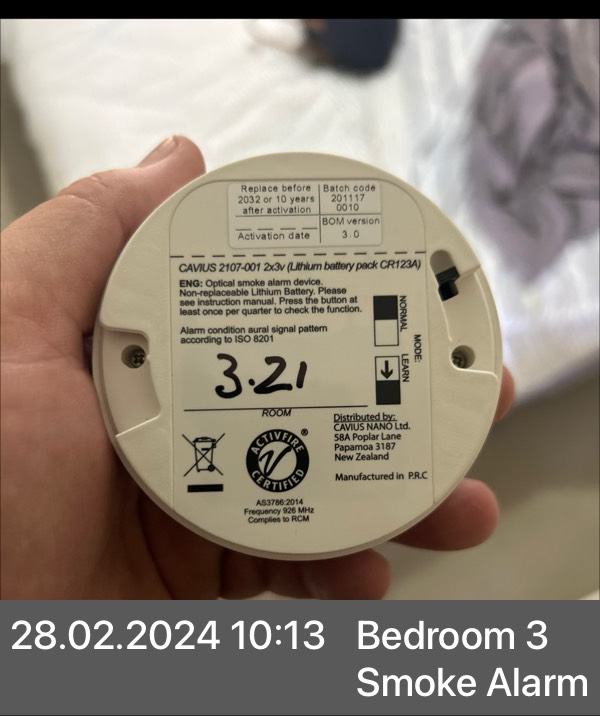 Replace before
2032 or 10 years
after activation
Activation date
Batch code
201117
0010
BOM version
3.0
CAVIUS 2107-001 2x3v (Lithium battery pack CR123A)
ENG: Optical smoke alarm device.
Non-replaceable Lithium Battery. Please
see instruction manual. Press the button at
least once per quarter to check the function.
Alarm condition aural signal pattern
according to ISO 8201
NORMAL
MODE:
LEARN
3.21
ROOM
ACTIVFIRE
®
CERTIFIED
AS3786:2014
Frequency 926 MHz
Complies to RCM
Distributed by:
CAVIUS NANO Ltd.
58A Poplar Lane
Papamoa 3187
New Zealand
Manufactured in P.R.C
28.02.2024 10:13
Bedroom 3
Smoke Alarm